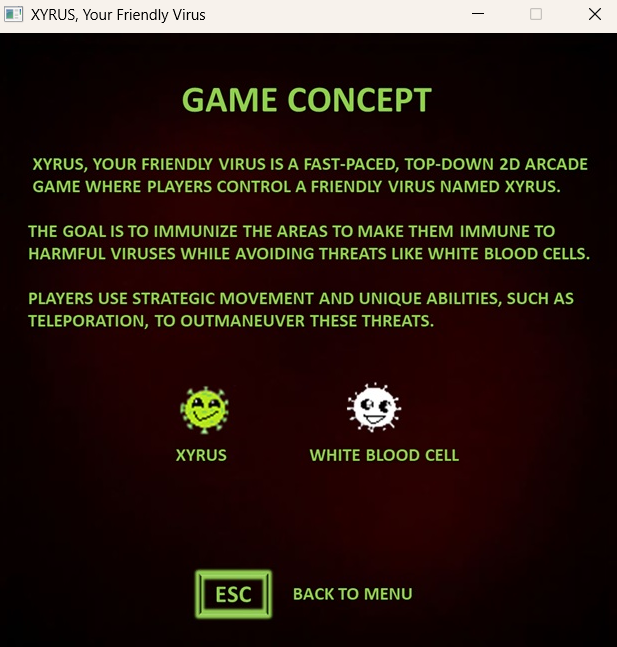 XYRUS, Your Friendly Virus
GAME CONCEPT
XYRUS, YOUR FRIENDLY VIRUS IS A FAST-PACED, TOP-DOWN 2D ARCADE
GAME WHERE PLAYERS CONTROL A FRIENDLY VIRUS NAMED XYRUS.
THE GOAL IS TO IMMUNIZE THE AREAS TO MAKE THEM IMMUNE TO
HARMFUL VIRUSES WHILE AVOIDING THREATS LIKE WHITE BLOOD CELLS.
PLAYERS USE STRATEGIC MOVEMENT AND UNIQUE ABILITIES, SUCH AS
TELEPORATION, TO OUTMANEUVER THESE THREATS.
XYRUS
WHITE BLOOD CELL
ESC
BACK TO MENU